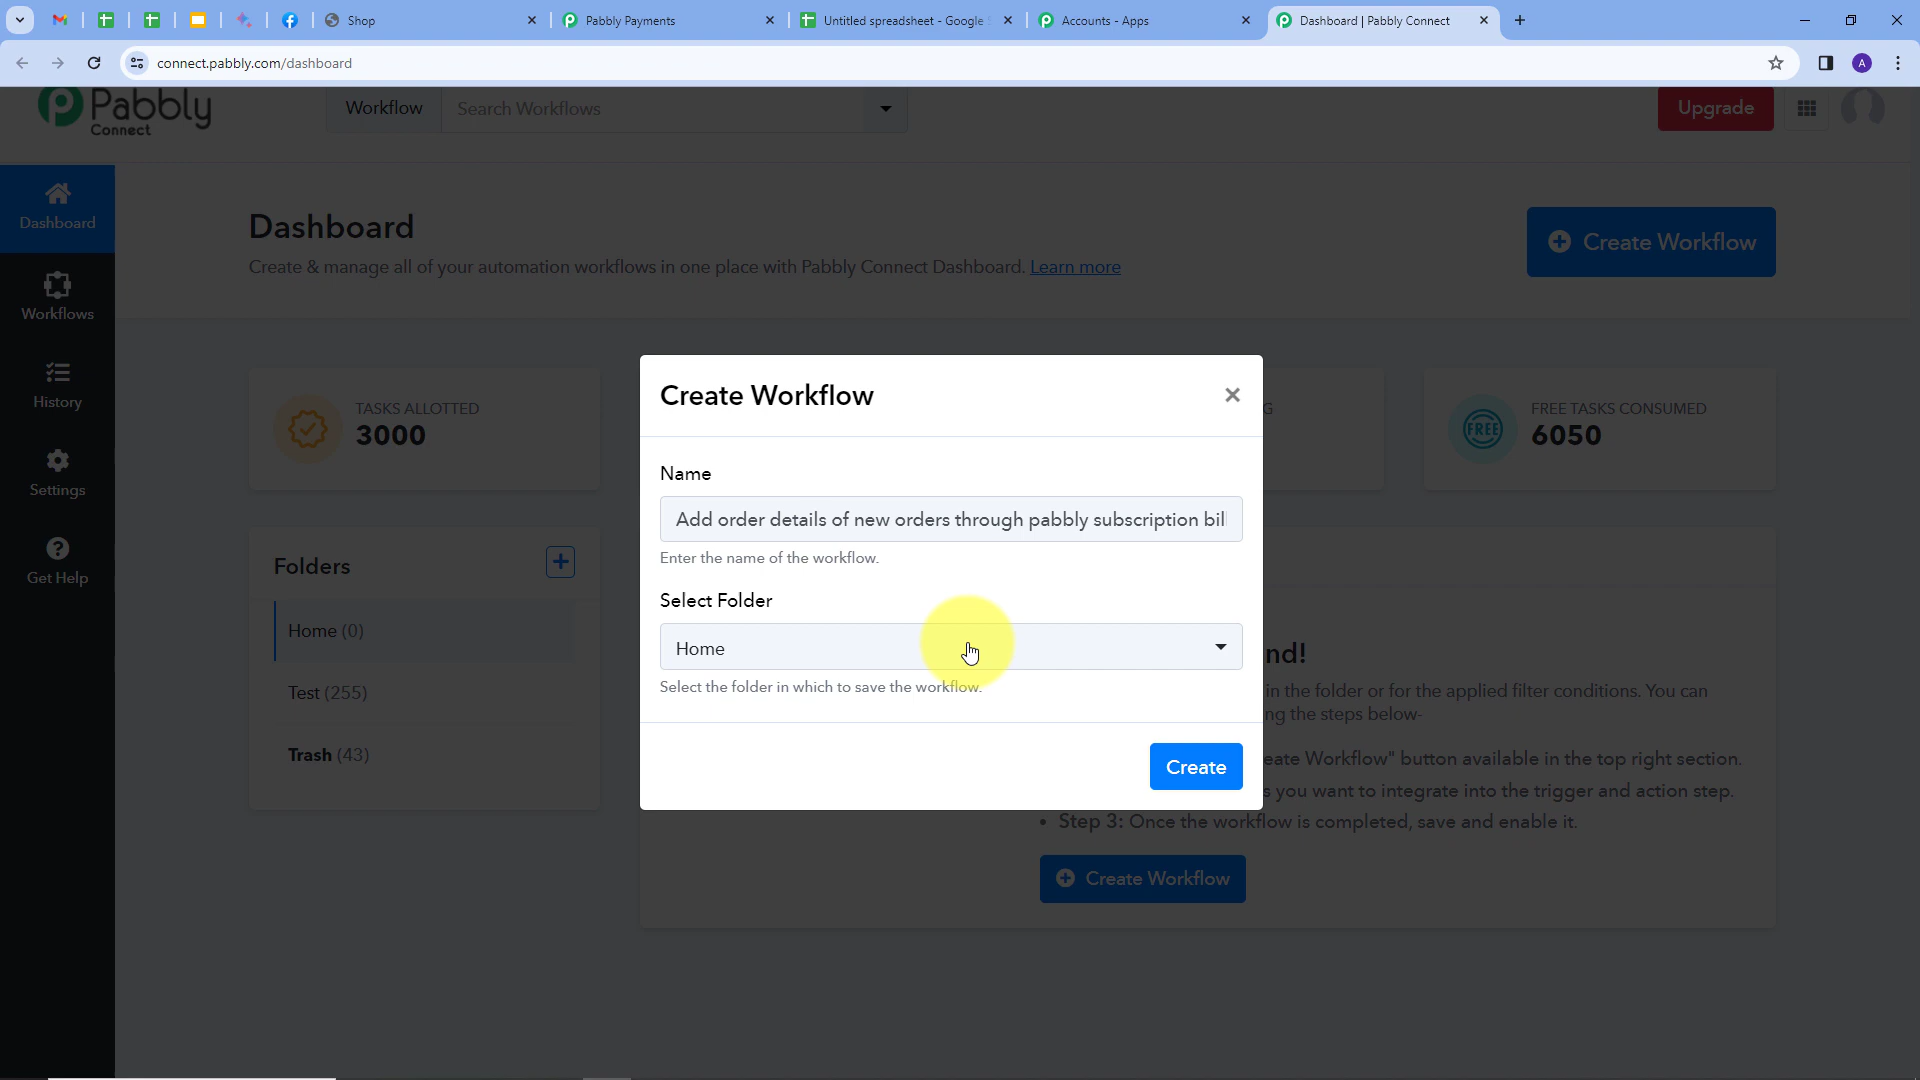 Shop
Pabbly Payments
Untitled spreadsheet - Google S
Accounts - Apps
Dashboard | Pabbly Connect
connect.pabbly.com/dashboard
A
Pabbly
Connect
Workflow
Search Workflows
Upgrade
Dashboard
Workflows
History
Settings
Get Help
Dashboard
Create & manage all of your automation workflows in one place with Pabbly Connect Dashboard. Learn more
Create Workflow
TASKS ALLOTTED
3000
G
FREE
FREE TASKS CONSUMED
6050
Folders
Home (0)
Test (255)
Trash (43)
Create Workflow
Name
Add order details of new orders through pabbly subscription bil
Enter the name of the workflow.
Select Folder
Home
Select the folder in which to save the workflow.
Create
nd!
in the folder or for the applied filter conditions. You can
ng the steps below-
eate Workflow" button available in the top right section.
s you want to integrate into the trigger and action step.
• Step 3: Once the workflow is completed, save and enable it.
Create Workflow